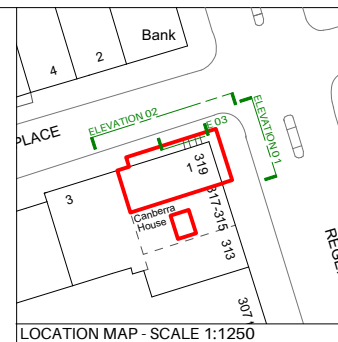 Bank
2
4
PLACE
ELEVATION 02
E 03
ELEVATION 01
1
319
3
Canberra
House
317-315
313
REGE
307
LOCATION MAP - SCALE 1:1250